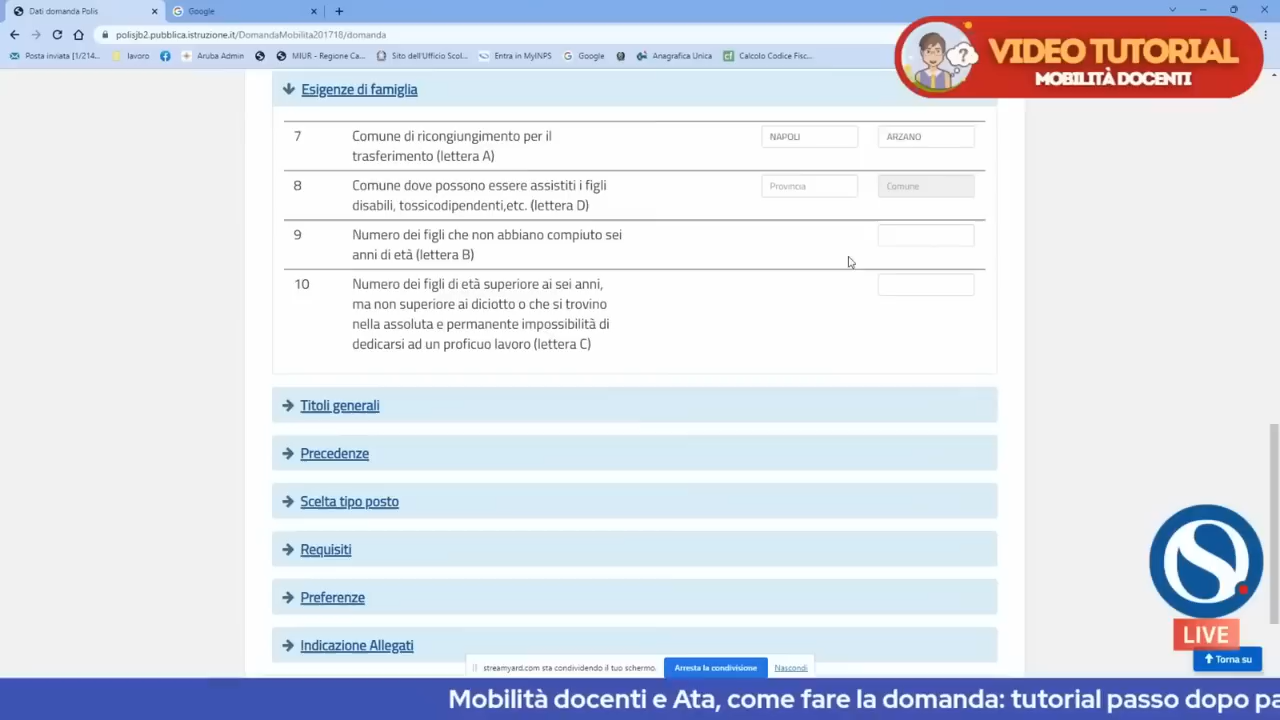 Dati domanda Polis
Google
polisjb2.pubblica.istruzione.it/DomandaMobilita201718/domanda
Posta inviata [1/214...
lavoro
Aruba Admin
MIUR - Regione Ca...
Sito dell'Ufficio Scol...
Entra in MyINPS
Google
Anagrafica Unica
Calcolo Codice Fisc...
VIDEO TUTORIAL
MOBILITÀ DOCENTI
Esigenze di famiglia
7 Comune di ricongiungimento per il NAPOLI ARZANO
trasferimento (lettera A)
8 Comune dove possono essere assistiti i figli Provincia Comune
disabili, tossicodipendenti,etc. (lettera D)
9 Numero dei figli che non abbiano compiuto sei
anni di età (lettera B)
10 Numero dei figli di età superiore ai sei anni,
ma non superiore ai diciotto o che si trovino
nella assoluta e permanente impossibilità di
dedicarsi ad un proficuo lavoro (lettera C)
Titoli generali
Precedenze
Scelta tipo posto
Requisiti
Preferenze
Indicazione Allegati
LIVE
Torna su
streamyard.com sta condividendo il tuo schermo. Arresta la condivisione Nascondi
Mobilità docenti e Ata, come fare la domanda: tutorial passo dopo pa